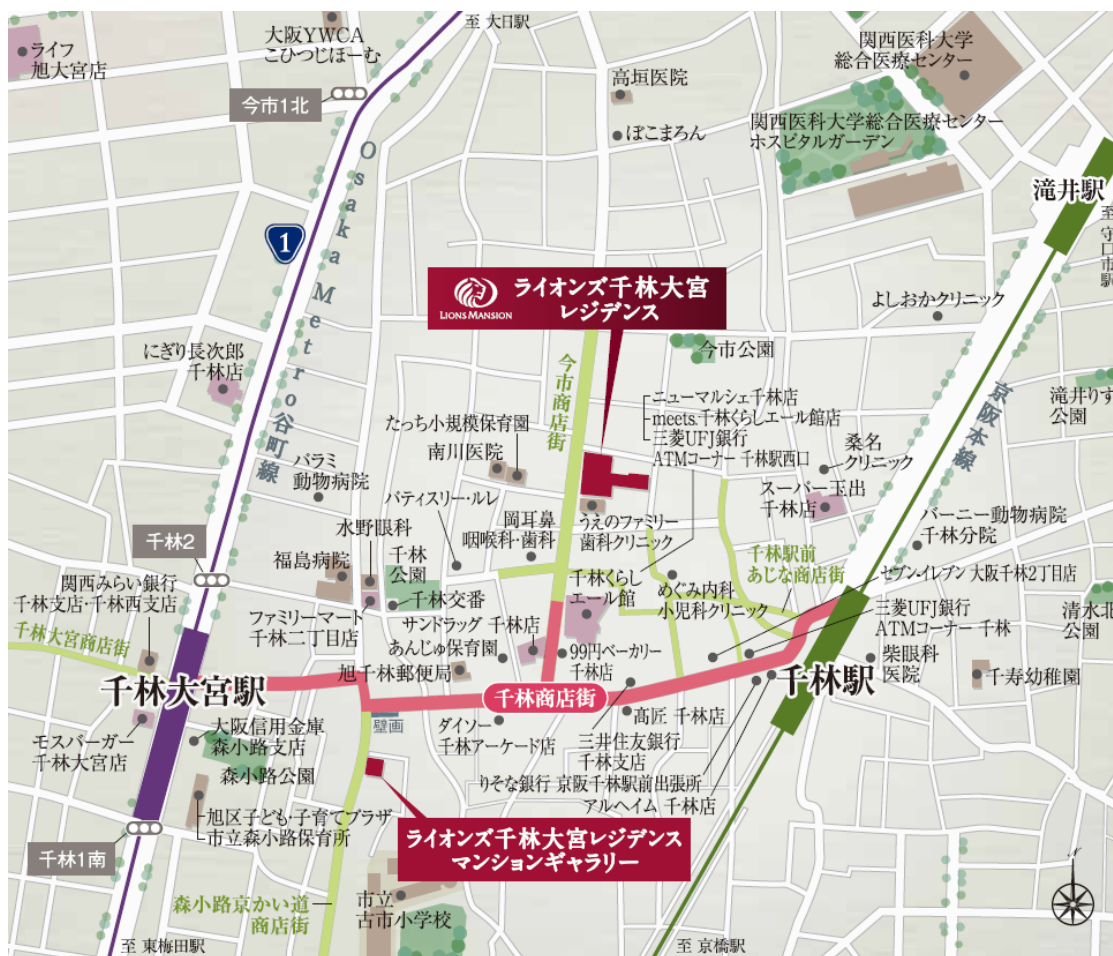 至 大日駅
ライフ
旭大宮店
大阪YWCA
こひつじほーむ
関西医科大学
総合医療センター
高垣医院
今市1北
ぽこまろん
関西医科大学総合医療センター
ホスピタルガーデン
Osaka Metro谷町線
滝井駅
至 守口市駅
1
LIONS MANSION
ライオンズ千林大宮
レジデンス
よしおかクリニック
今市公園
にぎり長次郎
千林店
今市商店街
京阪本線
滝井りす
公園
ニューマルシェ千林店
meets.千林くらしエール館店
三菱UFJ銀行
ATMコーナー 千林駅西口
たっち小規模保育園
南川医院
桑名
クリニック
バラミ
動物病院
パティスリー・ルレ
スーパー玉出
千林店
水野眼科
岡耳鼻
咽喉科・歯科
うえのファミリー
歯科クリニック
バーニー動物病院
千林分院
千林2
福島病院
千林
公園
千林駅前
あじな商店街
セブン-イレブン 大阪千林2丁目店
関西みらい銀行
千林支店・千林西支店
千林くらし
エール館
めぐみ内科
小児科クリニック
千林交番
ファミリーマート
千林二丁目店
サンドラッグ 千林店
三菱UFJ銀行
ATMコーナー 千林
清水北
公園
千林大宮商店街
あんじゅ保育園
99円ベーカリー
千林店
柴眼科
医院
旭千林郵便局
千寿幼稚園
千林大宮駅
千林商店街
千林駅
壁画
ダイソー
千林アーケード店
髙匠 千林店
モスバーガー
千林大宮店
大阪信用金庫
森小路支店
三井住友銀行
千林支店
森小路公園
りそな銀行 京阪千林駅前出張所
アルヘイム 千林店
旭区子ども・子育てプラザ
市立森小路保育所
ライオンズ千林大宮レジデンス
マンションギャラリー
千林1南
森小路京かい道
商店街
市立
古市小学校
至 東梅田駅
至 京橋駅
N